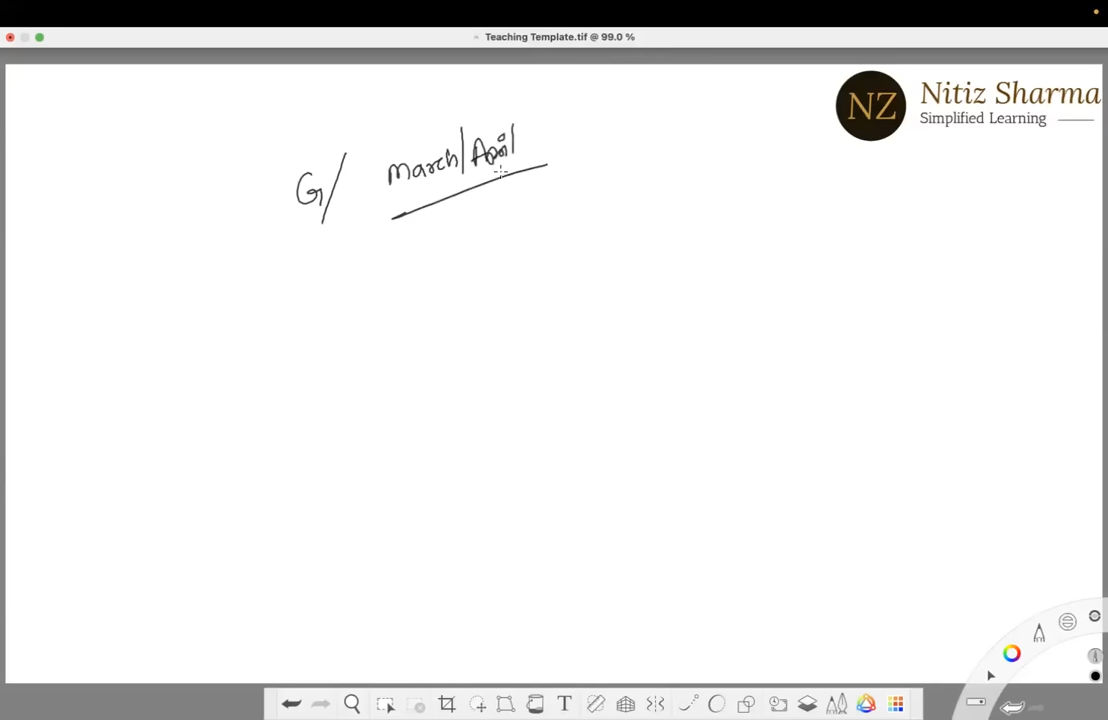 Teaching Template.tif @ 99.0 %
NZ
Nitiz Sharma
Simplified Learning
G/ March/April
T